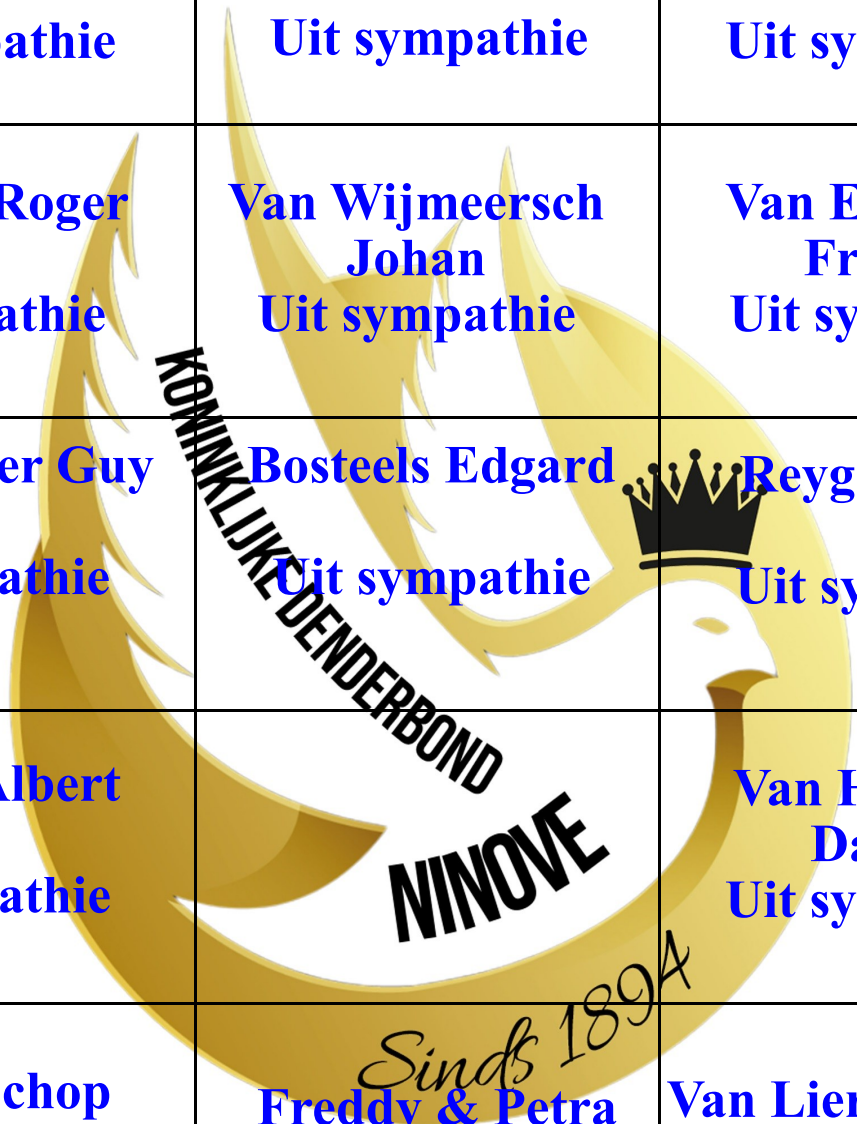 pathie
Uit sympathie
Uit sy
Roger
athie
Van Wijmeersch
Johan
Uit sympathie
Van E
Fr
Uit sy
KONINKLIJKE DENDERBOND
er Guy
athie
Bosteels Edgard
Uit sympathie
Reyg
Uit sy
Albert
athie
NINOVE
Van H
Da
Uit sy
Sinds 1894
chop
Freddy & Petra
Van Lier